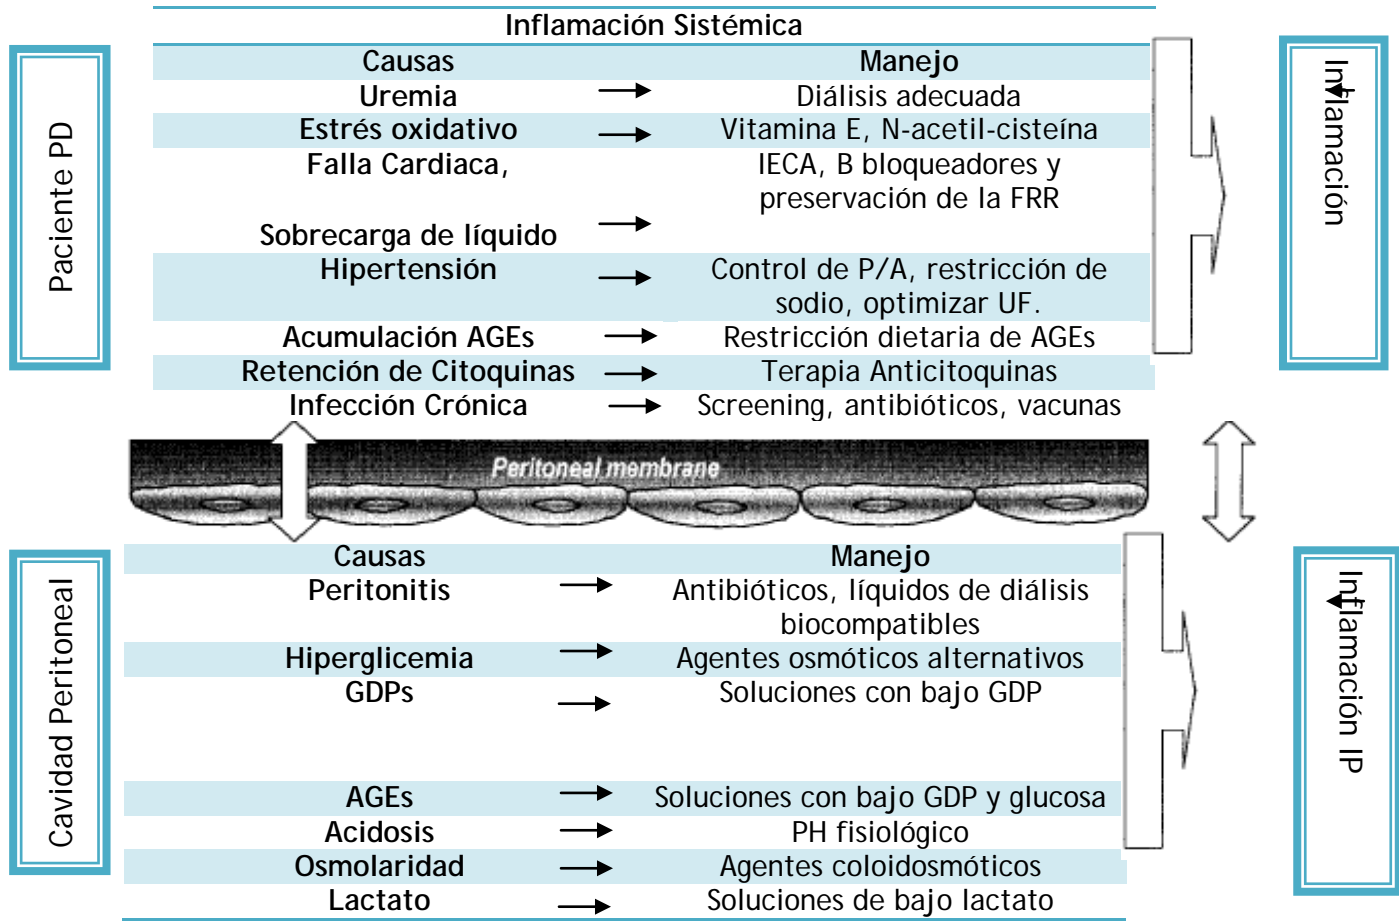 Inflamación Sistémica
Causas Manejo
Uremia Diálisis adecuada
Estrés oxidativo Vitamina E, N-acetil-cisteína
Falla Cardiaca, IECA, B bloqueadores y
preservación de la FRR
Sobrecarga de líquido
Hipertensión Control de P/A, restricción de
sodio, optimizar UF.
Acumulación AGEs Restricción dietaria de AGEs
Retención de Citoquinas Terapia Anticitoquinas
Infección Crónica Screening, antibióticos, vacunas
Paciente PD
Inflamación
Peritoneal membrane
Causas Manejo
Peritonitis Antibióticos, líquidos de diálisis
biocompatibles
Hiperglicemia Agentes osmóticos alternativos
GDPs Soluciones con bajo GDP
AGEs Soluciones con bajo GDP y glucosa
Acidosis PH fisiológico
Osmolaridad Agentes coloidosmóticos
Lactato Soluciones de bajo lactato
Cavidad Peritoneal
Inflamación IP